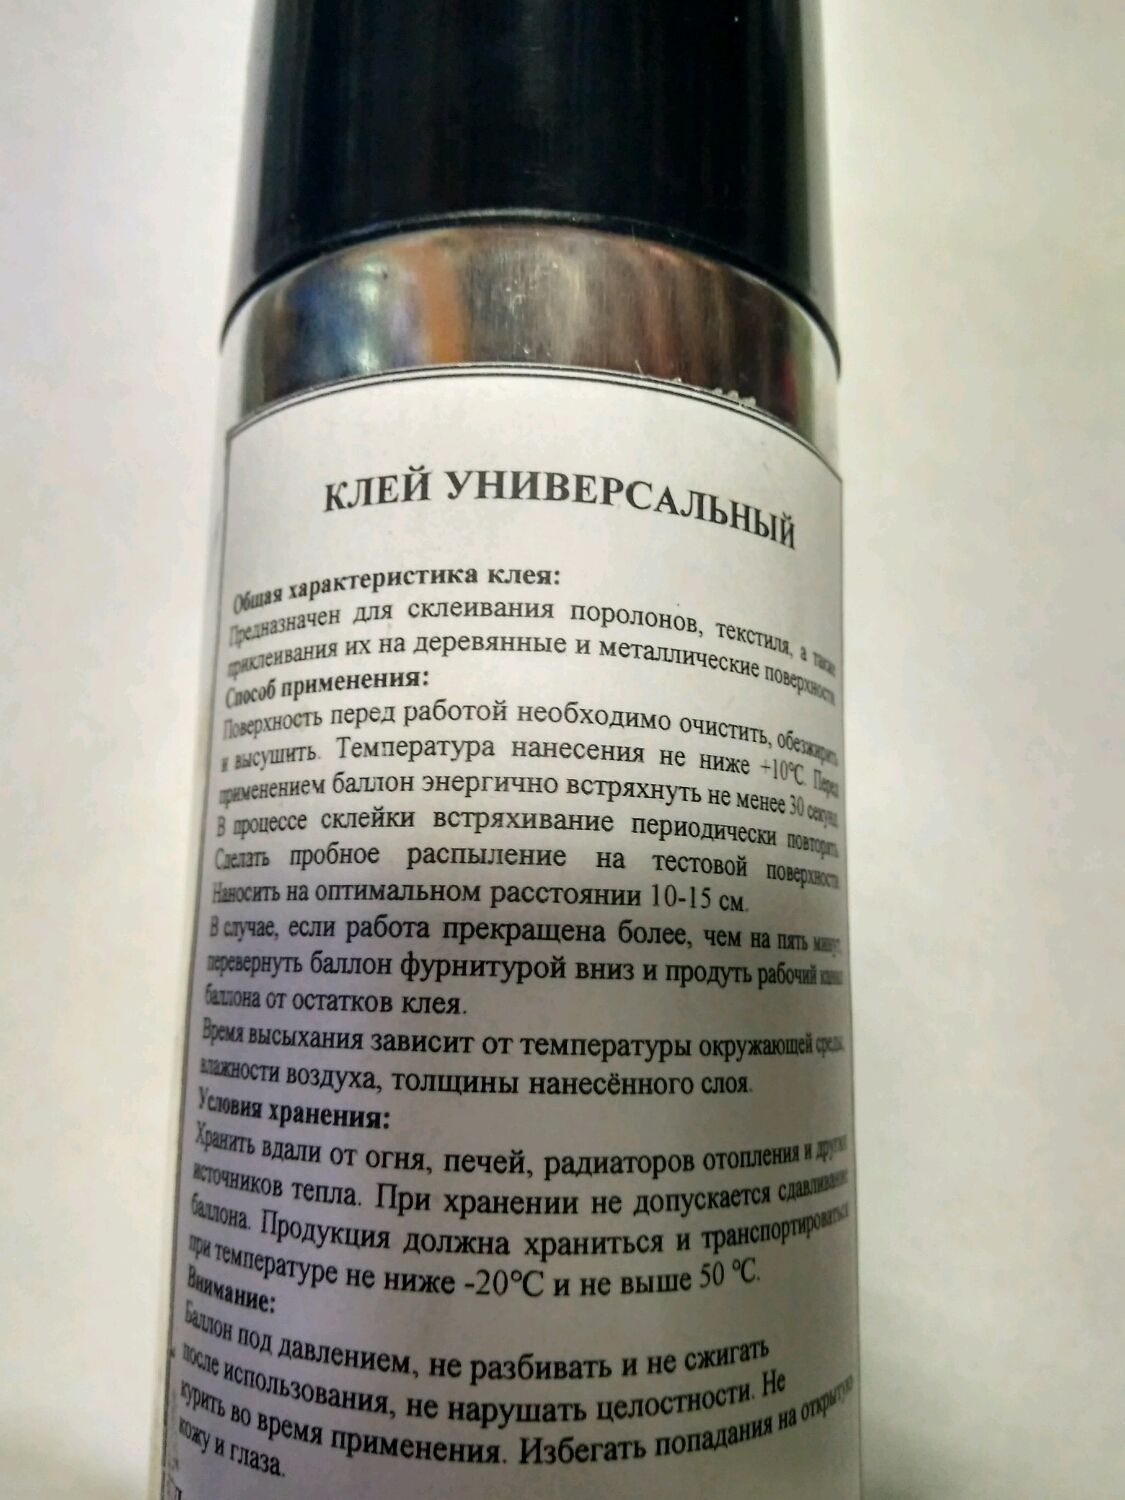 КЛЕЙ УНИВЕРСАЛЬНЫЙ
Общая характеристика клея:
Предназначен для склеивания поролонов, текстиля, а также
приклеивания их на деревянные и металлические поверхности
Способ применения:
Поверхность перед работой необходимо очистить, обезжирить
и высушить. Температура нанесения не ниже +10°С. Перед
применением баллон энергично встряхнуть не менее 30 секунд
В процессе склейки встряхивание периодически повторять
Сделать пробное распыление на тестовой поверхности
Наносить на оптимальном расстоянии 10-15 см.
В случае, если работа прекращена более, чем на пять минут,
перевернуть баллон фурнитурой вниз и продуть рабочий канал
баллона от остатков клея.
Время высыхания зависит от температуры окружающей среды,
влажности воздуха, толщины нанесённого слоя.
Условия хранения:
Хранить вдали от огня, печей, радиаторов отопления и других
источников тепла. При хранении не допускается сдавливание
баллона. Продукция должна храниться и транспортироваться
при температуре не ниже -20°С и не выше 50 °С.
Внимание:
Баллон под давлением, не разбивать и не сжигать
после использования, не нарушать целостности. Не
курить во время применения. Избегать попадания на открытую
кожу и глаза.